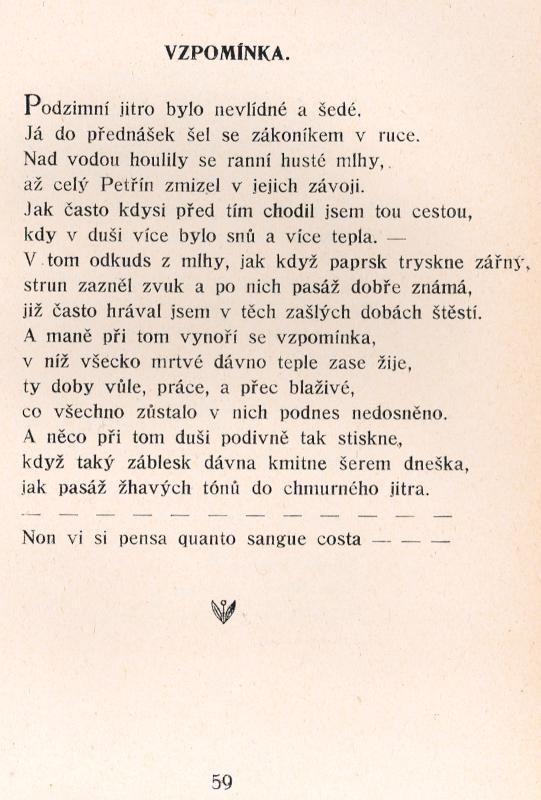 VZPOMÍNKA.
Podzimní jitro bylo nevlídné a šedé.
Já do přednášek šel se zákoníkem v ruce.
Nad vodou houlily se ranní husté mlhy,
až celý Petřín zmizel v jejich závoji.
Jak často kdysi před tím chodil jsem tou cestou,
kdy v duši více bylo snů a více tepla. —
V tom odkuds z mlhy, jak když paprsk tryskne zářný,
strun zazněl zvuk a po nich pasáž dobře známá,
již často hrával jsem v těch zašlých dobách štěstí.
A maně při tom vynoří se vzpomínka,
v níž všecko mrtvé dávno teple zase žije,
ty doby vůle, práce, a přec blaživé,
co všechno zůstalo v nich podnes nedosněno.
A něco při tom duši podivně tak stiskne,
když taký záblesk dávna kmitne šerem dneška,
jak pasáž žhavých tónů do chmurného jitra.
— — — — — — — — — — — — — — — — — —
Non vi si pensa quanto sangue costa — — —
59